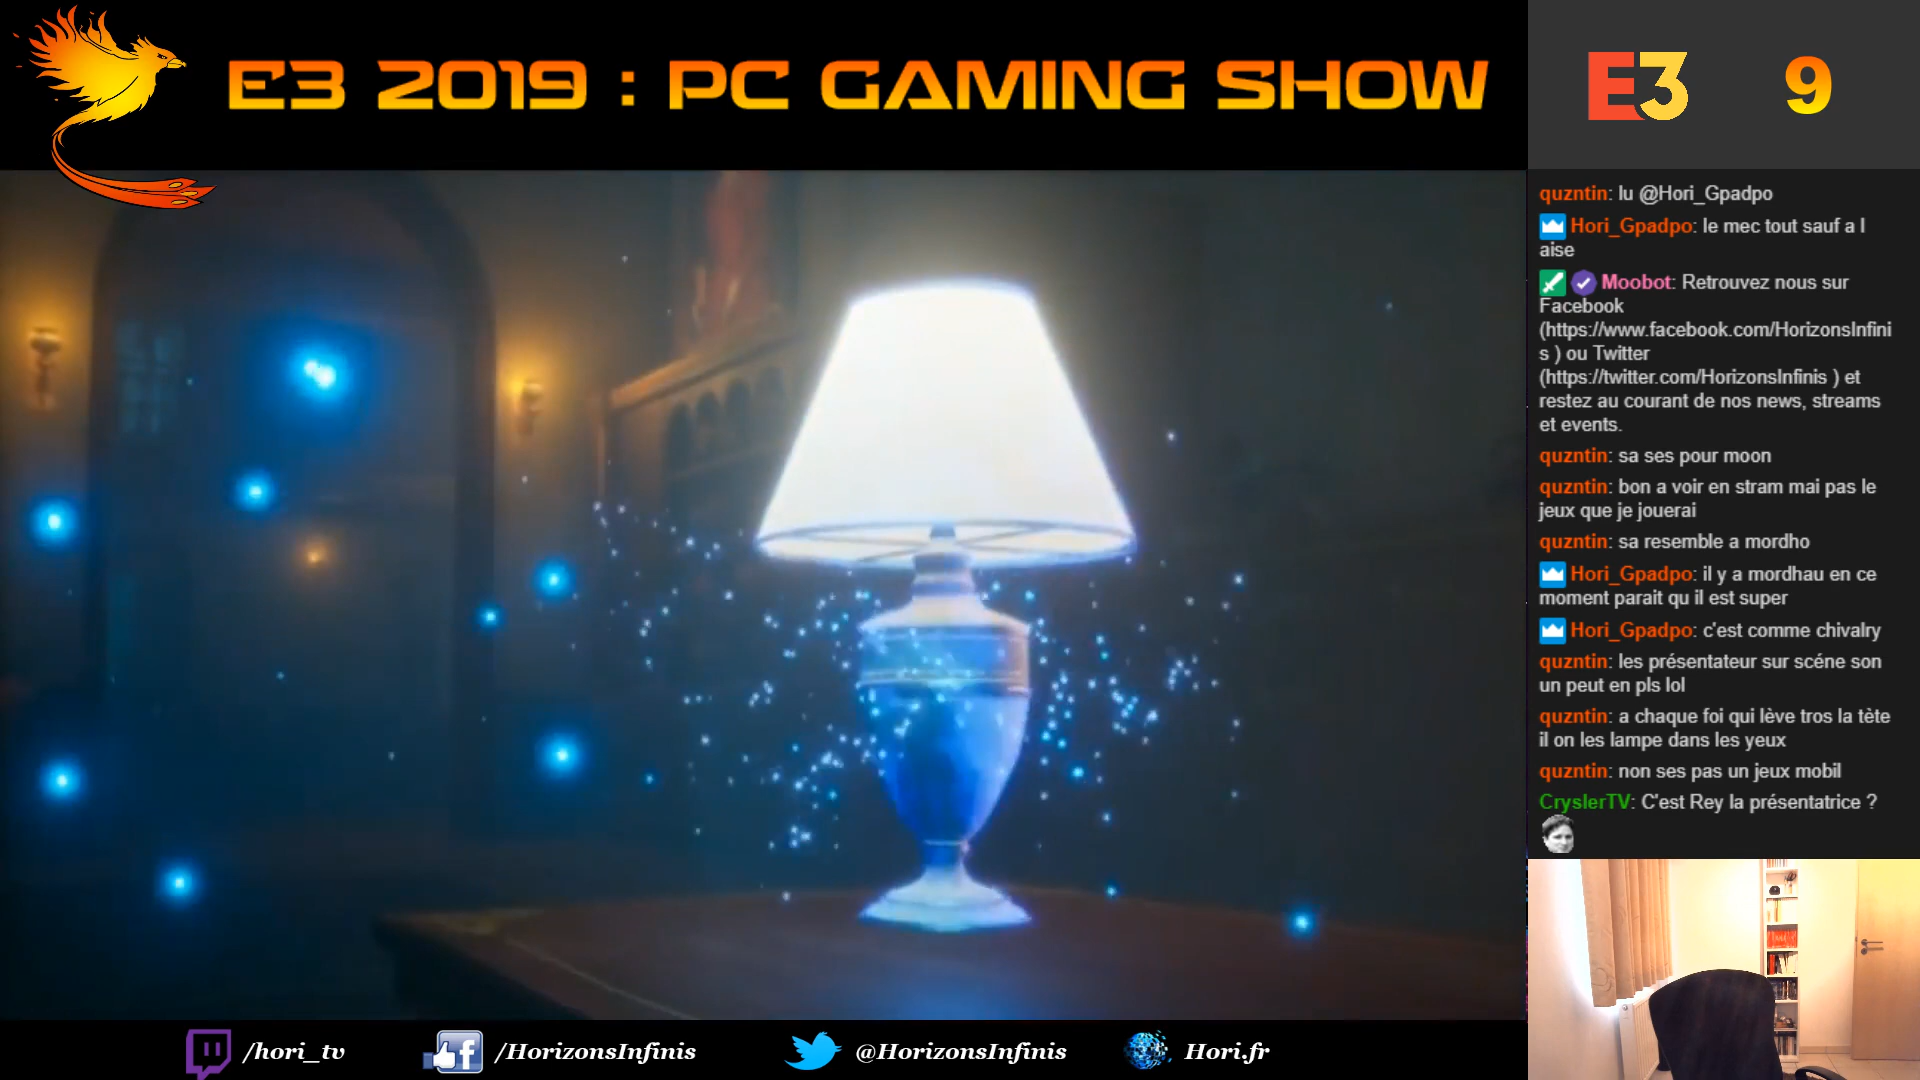 E3 2019 : PC GAMING SHOW
E3 9
quzntin: lu @Hori_Gpadpo
Hori_Gpadpo: le mec tout sauf a l
aise
Moobot: Retrouvez nous sur
Facebook
(https://www.facebook.com/HorizonsInfini
s ) ou Twitter
(https://twitter.com/HorizonsInfinis ) et
restez au courant de nos news, streams
et events.
quzntin: sa ses pour moon
quzntin: bon a voir en stram mai pas le
jeux que je jouerai
quzntin: sa resemble a mordho
Hori_Gpadpo: il y a mordhau en ce
moment parait qu il est super
Hori_Gpadpo: c'est comme chivalry
quzntin: les présentateur sur scéne son
un peut en pls lol
quzntin: a chaque foi qui lève tros la tète
il on les lampe dans les yeux
quzntin: non ses pas un jeux mobil
CryslerTV: C'est Rey la présentatrice ?
/hori_tv
/HorizonsInfinis
@HorizonsInfinis
Hori.fr